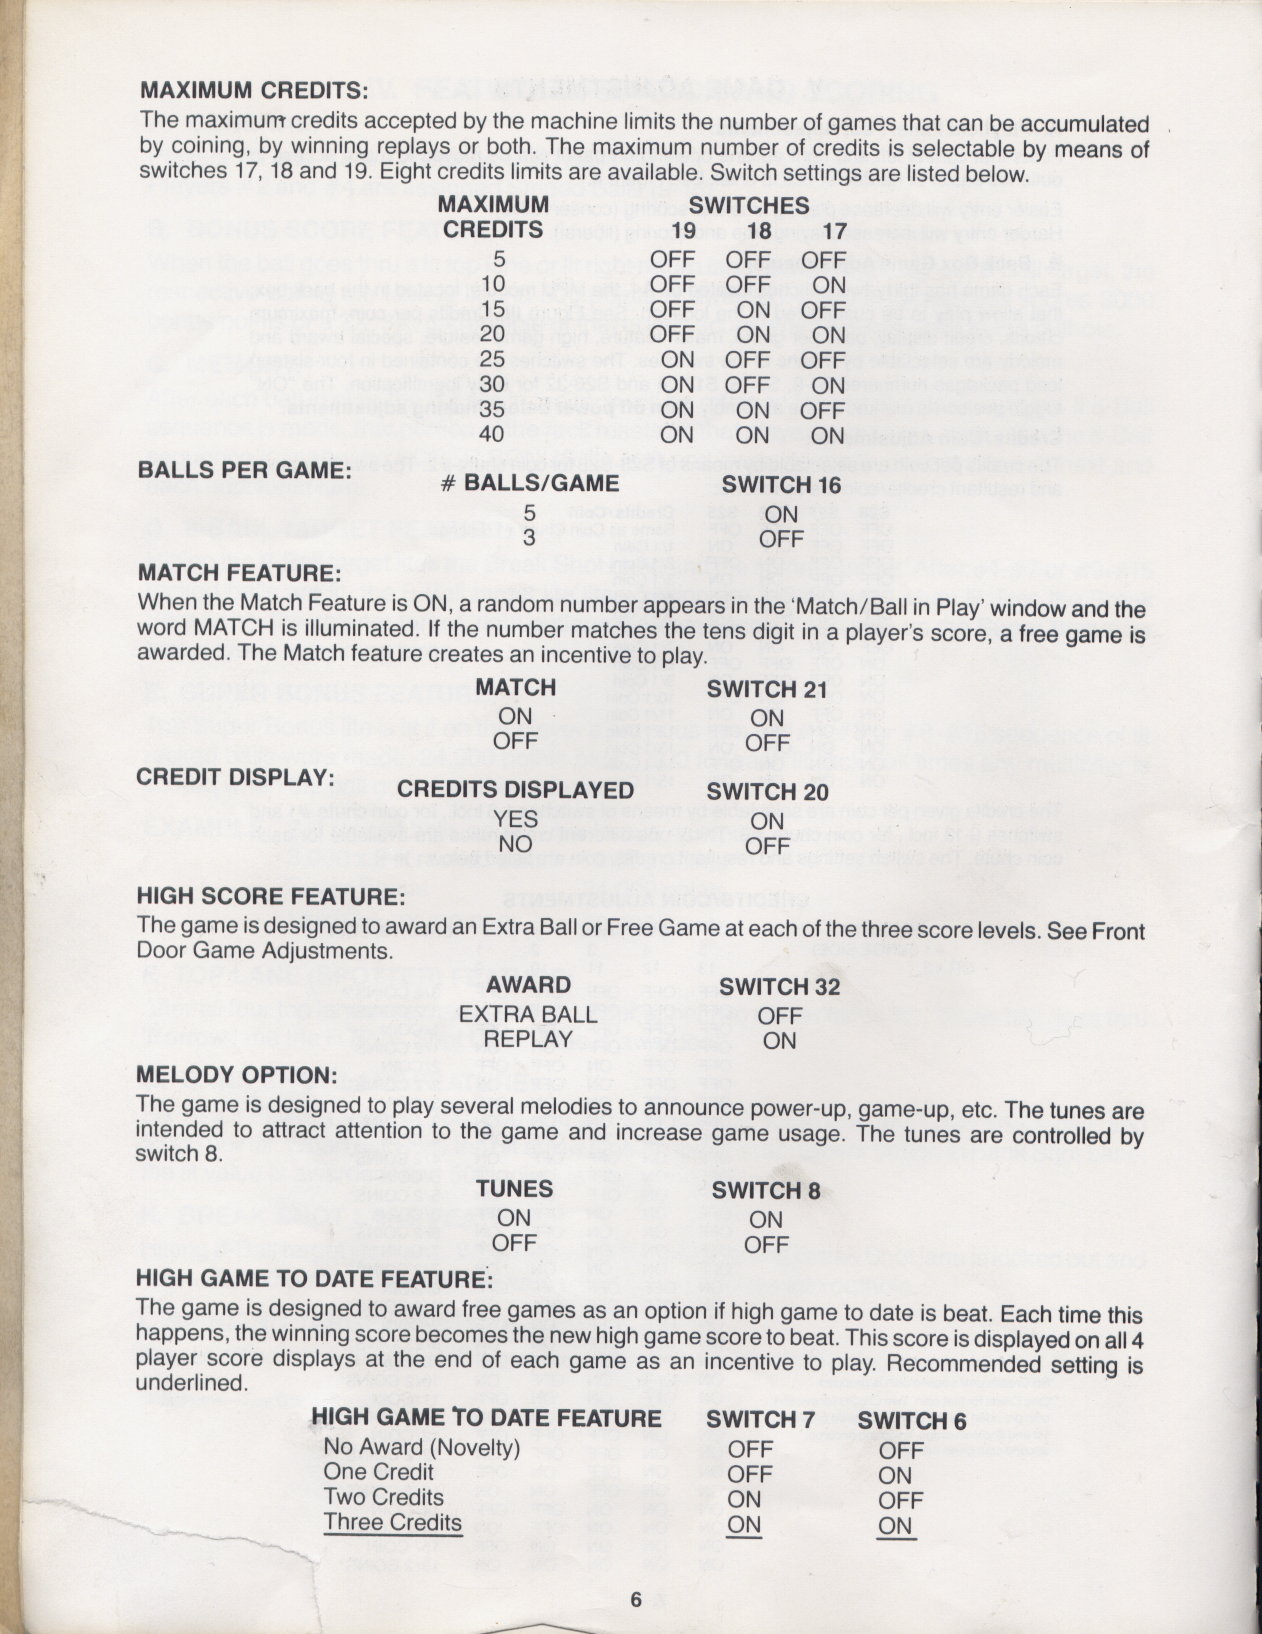 MAXIMUM CREDITS:
The maximum credits accepted by the machine limits the number of games that can be accumulated
by coining, by winning replays or both. The maximum number of credits is selectable by means of
switches 17, 18 and 19. Eight credits limits are available. Switch settings are listed below.
MAXIMUM SWITCHES
CREDITS 19 18 17
5 OFF OFF OFF
10 OFF OFF ON
15 OFF ON OFF
20 OFF ON ON
25 ON OFF OFF
30 ON OFF ON
35 ON ON OFF
40 ON ON ON
BALLS PER GAME:
# BALLS/GAME SWITCH 16
5 ON
3 OFF
MATCH FEATURE:
When the Match Feature is ON, a random number appears in the ‘Match/Ball in Play’ window and the
word MATCH is illuminated. If the number matches the tens digit in a player’s score, a free game is
awarded. The Match feature creates an incentive to play.
MATCH SWITCH 21
ON ON
OFF OFF
CREDIT DISPLAY:
CREDITS DISPLAYED SWITCH 20
YES ON
NO OFF
HIGH SCORE FEATURE:
The game is designed to award an Extra Ball or Free Game at each of the three score levels. See Front
Door Game Adjustments.
AWARD SWITCH 32
EXTRA BALL OFF
REPLAY ON
MELODY OPTION:
The game is designed to play several melodies to announce power-up, game-up, etc. The tunes are
intended to attract attention to the game and increase game usage. The tunes are controlled by
switch 8.
TUNES SWITCH 8
ON ON
OFF OFF
HIGH GAME TO DATE FEATURE:
The game is designed to award free games as an option if high game to date is beat. Each time this
happens, the winning score becomes the new high game score to beat. This score is displayed on all 4
player score displays at the end of each game as an incentive to play. Recommended setting is
underlined.
HIGH GAME TO DATE FEATURE SWITCH 7 SWITCH 6
No Award (Novelty) OFF OFF
One Credit OFF ON
Two Credits ON OFF
Three Credits ON ON
6